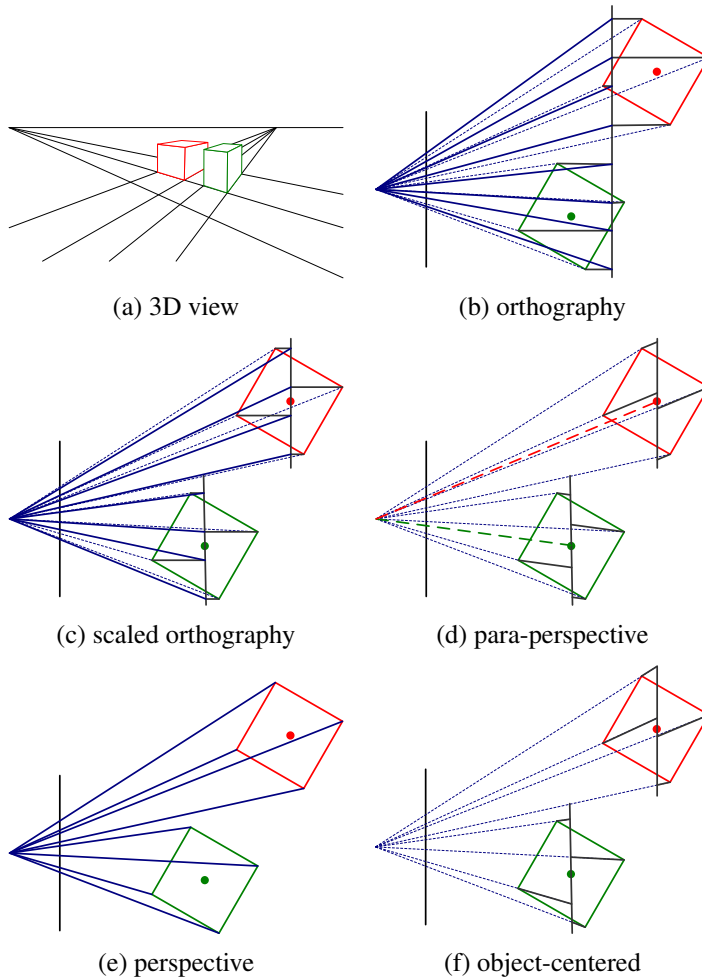 (a) 3D view
(b) orthography
(c) scaled orthography
(d) para-perspective
(e) perspective
(f) object-centered